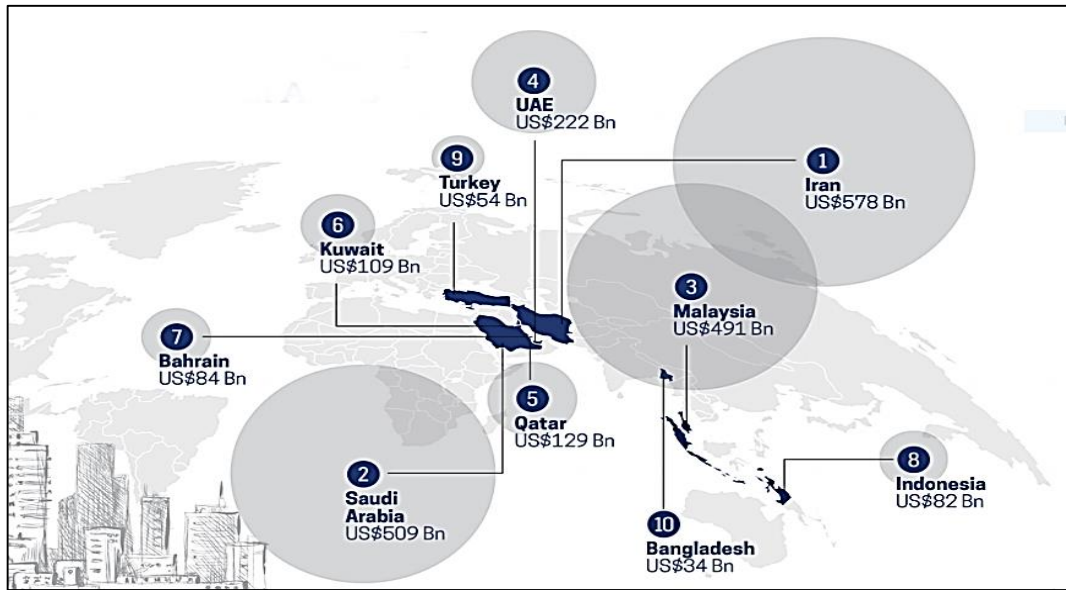 4
UAE
US$222 Bn
9
Turkey
US$54 Bn
1
Iran
US$578 Bn
6
Kuwait
US$109 Bn
3
Malaysia
US$491 Bn
7
Bahrain
US$84 Bn
5
Qatar
US$129 Bn
2
Saudi
Arabia
US$509 Bn
8
Indonesia
US$82 Bn
10
Bangladesh
US$34 Bn